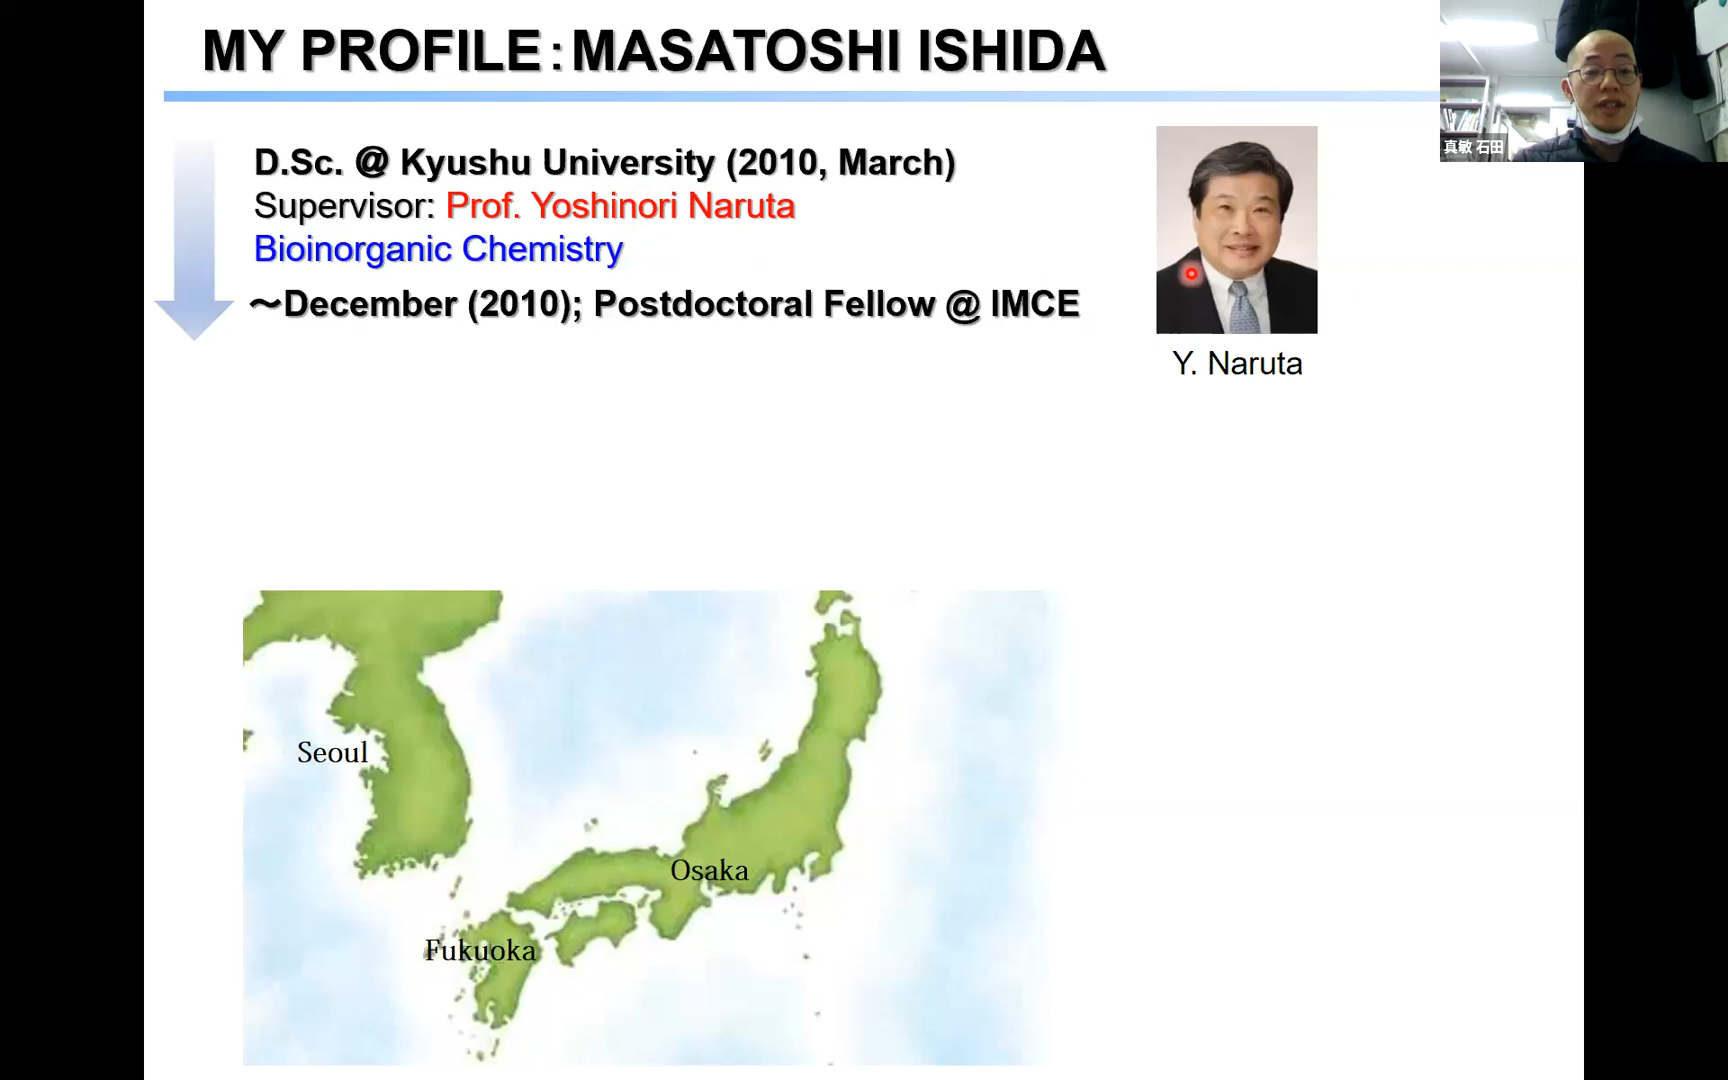 MY PROFILE：MASATOSHI ISHIDA
真敏 石田
D.Sc. @ Kyushu University (2010, March)
Supervisor: Prof. Yoshinori Naruta
Bioinorganic Chemistry
～December (2010); Postdoctoral Fellow @ IMCE
Y. Naruta
Seoul
Osaka
Fukuoka